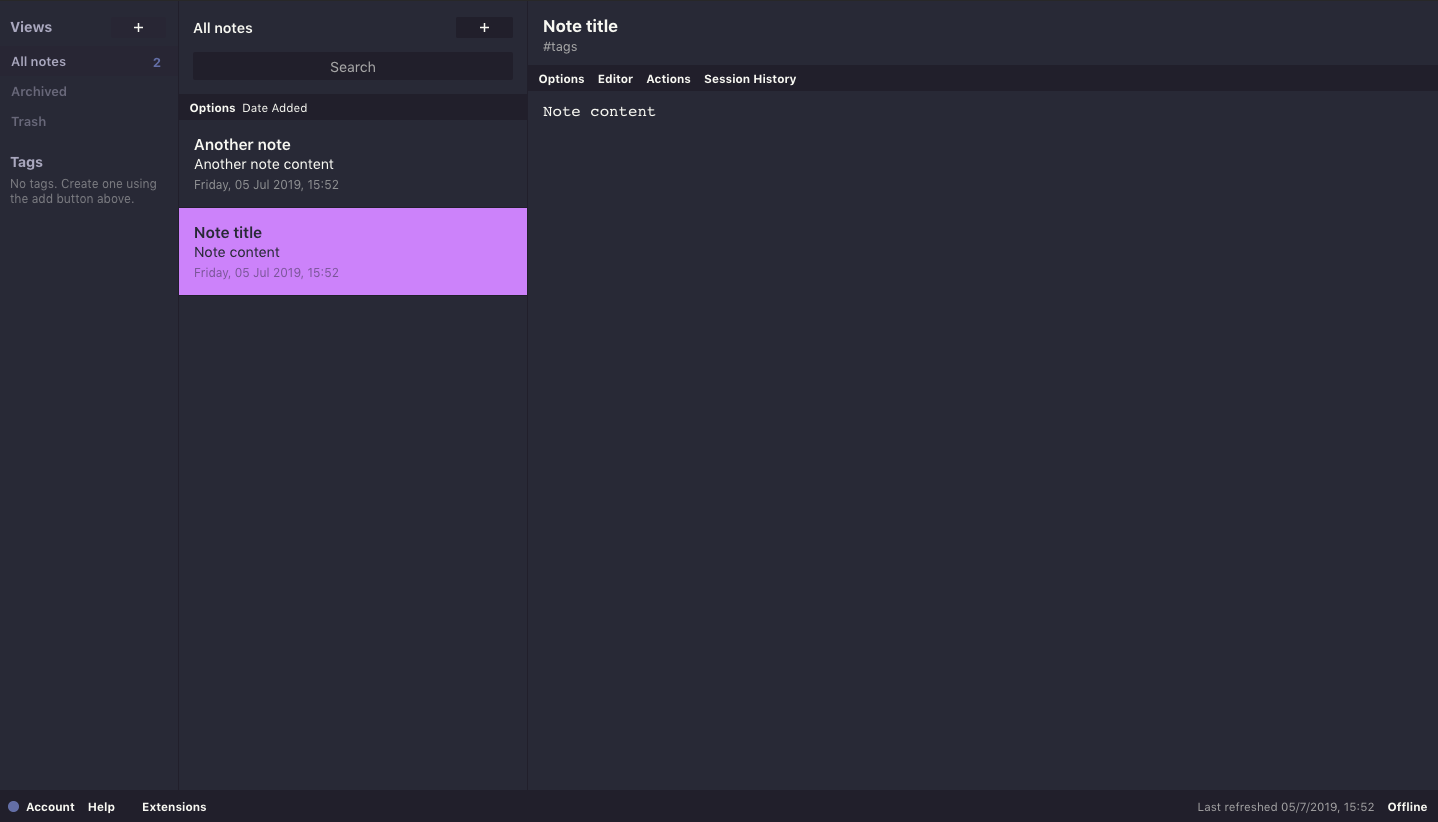 Views +
All notes 2
Archived
Trash
Tags
No tags. Create one using
the add button above.
All notes +
Search
Options Date Added
Another note
Another note content
Friday, 05 Jul 2019, 15:52
Note title
Note content
Friday, 05 Jul 2019, 15:52
Note title
#tags
Options Editor Actions Session History
Note content
Account Help Extensions
Last refreshed 05/7/2019, 15:52 Offline